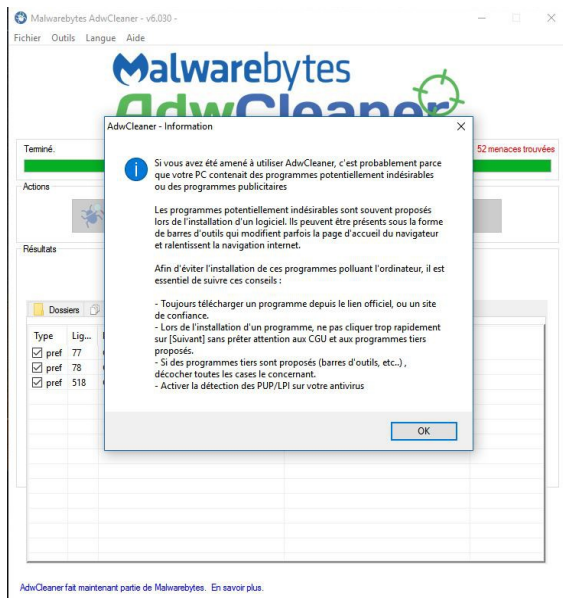 Malwarebytes AdwCleaner - v6.030 -
Fichier Outils Langue Aide
Malwarebytes
AdwCleaner
AdwCleaner - Information
Terminé.
52 menaces trouvées
Si vous avez été amené à utiliser AdwCleaner, c'est probablement parce
que votre PC contenait des programmes potentiellement indésirables
ou des programmes publicitaires
Actions
Les programmes potentiellement indésirables sont souvent proposés
lors de l'installation d'un logiciel. Ils peuvent être présents sous la forme
de barres d'outils qui modifient parfois la page d'accueil du navigateur
et ralentissent la navigation internet.
Résultats
Afin d'éviter l'installation de ces programmes polluant l'ordinateur, il est
essentiel de suivre ces conseils :
- Toujours télécharger un programme depuis le lien officiel, ou un site
de confiance.
- Lors de l'installation d'un programme, ne pas cliquer trop rapidement
sur [Suivant] sans prêter attention aux CGU et aux programmes tiers
proposés.
- Si des programmes tiers sont proposés (barres d'outils, etc..) ,
décocher toutes les cases le concernant.
- Activer la détection des PUP/LPI sur votre antivirus
OK
Dossiers
Type Lig...
pref 77
pref 78
pref 518
AdwCleaner fait maintenant partie de Malwarebytes. En savoir plus.